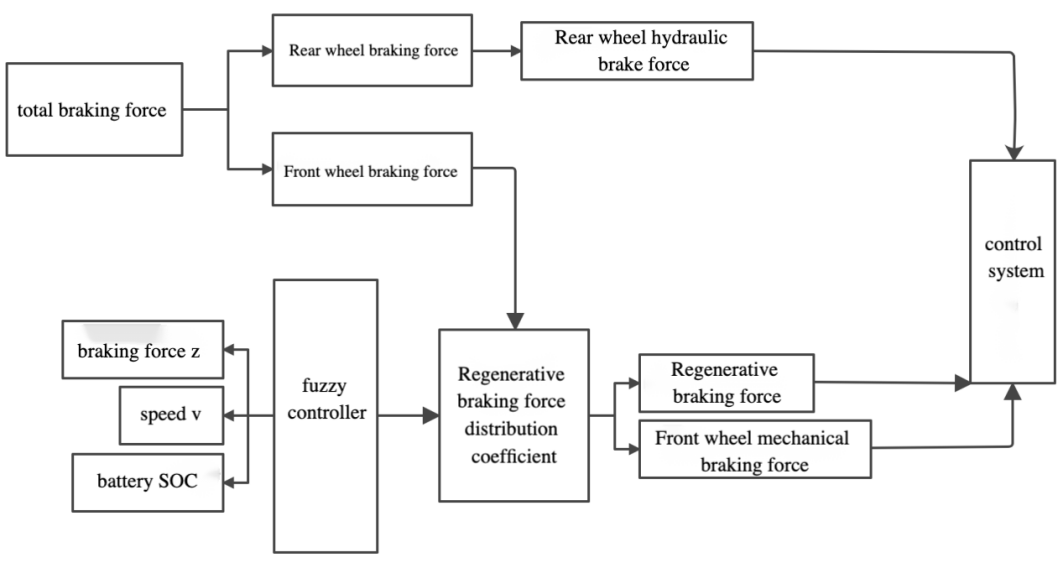 Rear wheel braking force
Rear wheel hydraulic
brake force
total braking force
Front wheel braking force
control
system
braking force z
speed v
battery SOC
fuzzy
controller
Regenerative
braking force
distribution
coefficient
Regenerative
braking force
Front wheel mechanical
braking force